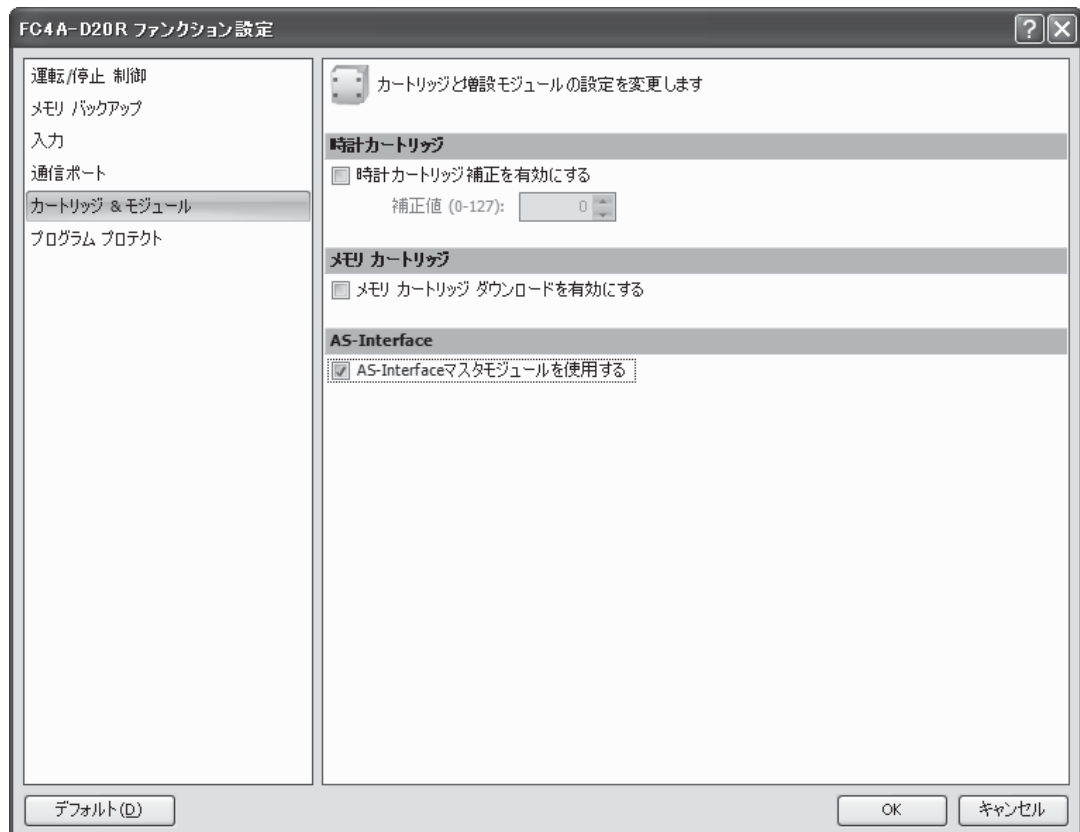 FC4A-D20R ファンクション設定
運転/停止 制御
メモリ バックアップ
入力
通信ポート
カートリッジ & モジュール
プログラム プロテクト
カートリッジと増設モジュールの設定を変更します
時計カートリッジ
時計カートリッジ補正を有効にする
補正値 (0-127): 0
メモリ カートリッジ
メモリ カートリッジ ダウンロードを有効にする
AS-Interface
AS-Interfaceマスタモジュールを使用する
デフォルト(D) OK キャンセル